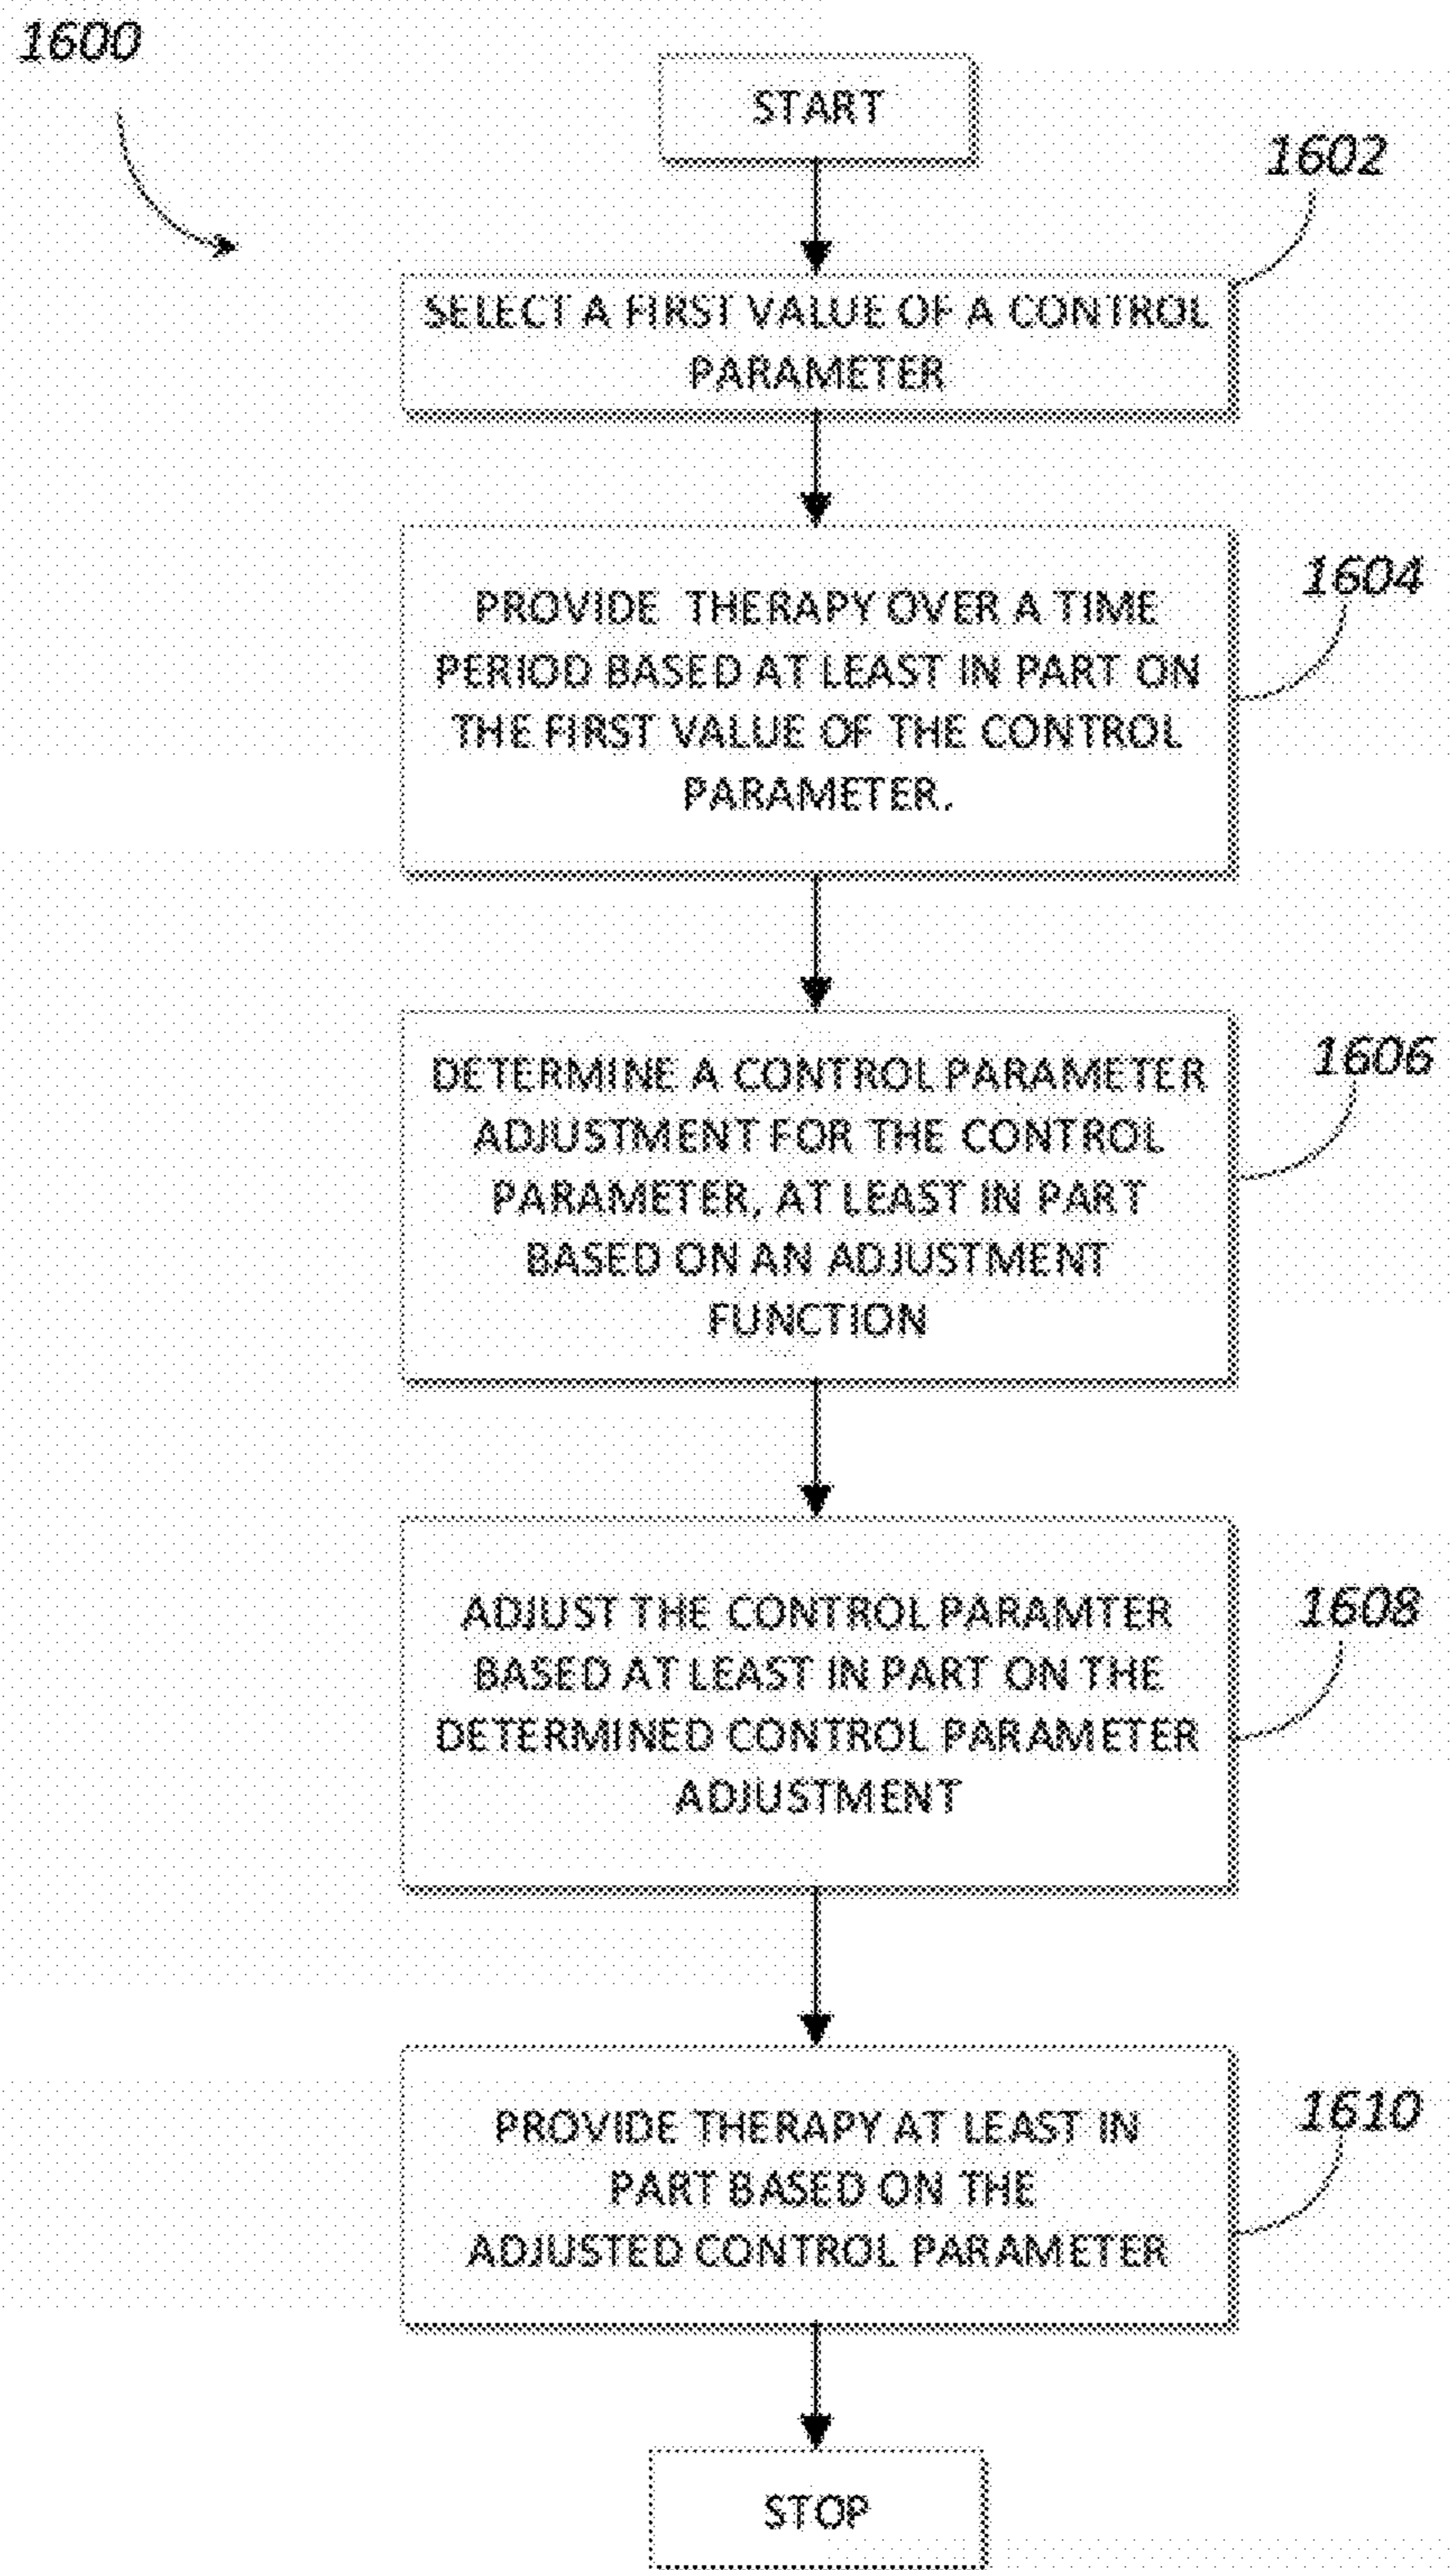 1600
START
1602
SELECT A FIRST VALUE OF A CONTROL
PARAMETER
1604
PROVIDE THERAPY OVER A TIME
PERIOD BASED AT LEAST IN PART ON
THE FIRST VALUE OF THE CONTROL
PARAMETER.
1606
DETERMINE A CONTROL PARAMETER
ADJUSTMENT FOR THE CONTROL
PARAMETER, AT LEAST IN PART
BASED ON AN ADJUSTMENT
FUNCTION
1608
ADJUST THE CONTROL PARAMTER
BASED AT LEAST IN PART ON THE
DETERMINED CONTROL PARAMETER
ADJUSTMENT
1610
PROVIDE THERAPY AT LEAST IN
PART BASED ON THE
ADJUSTED CONTROL PARAMETER
STOP